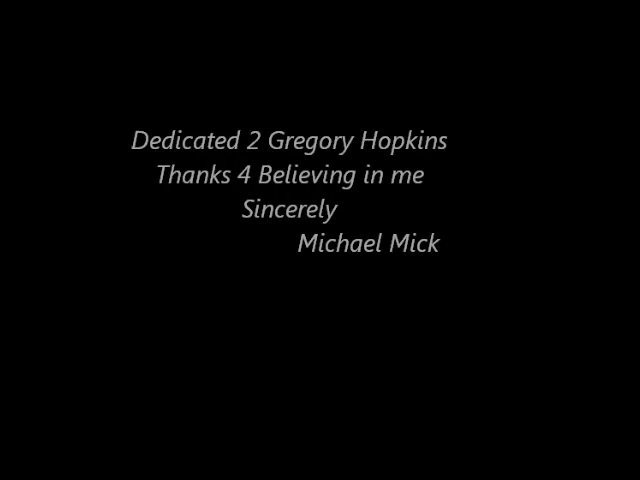 Dedicated 2 Gregory Hopkins
Thanks 4 Believing in me
Sincerely
Michael Mick